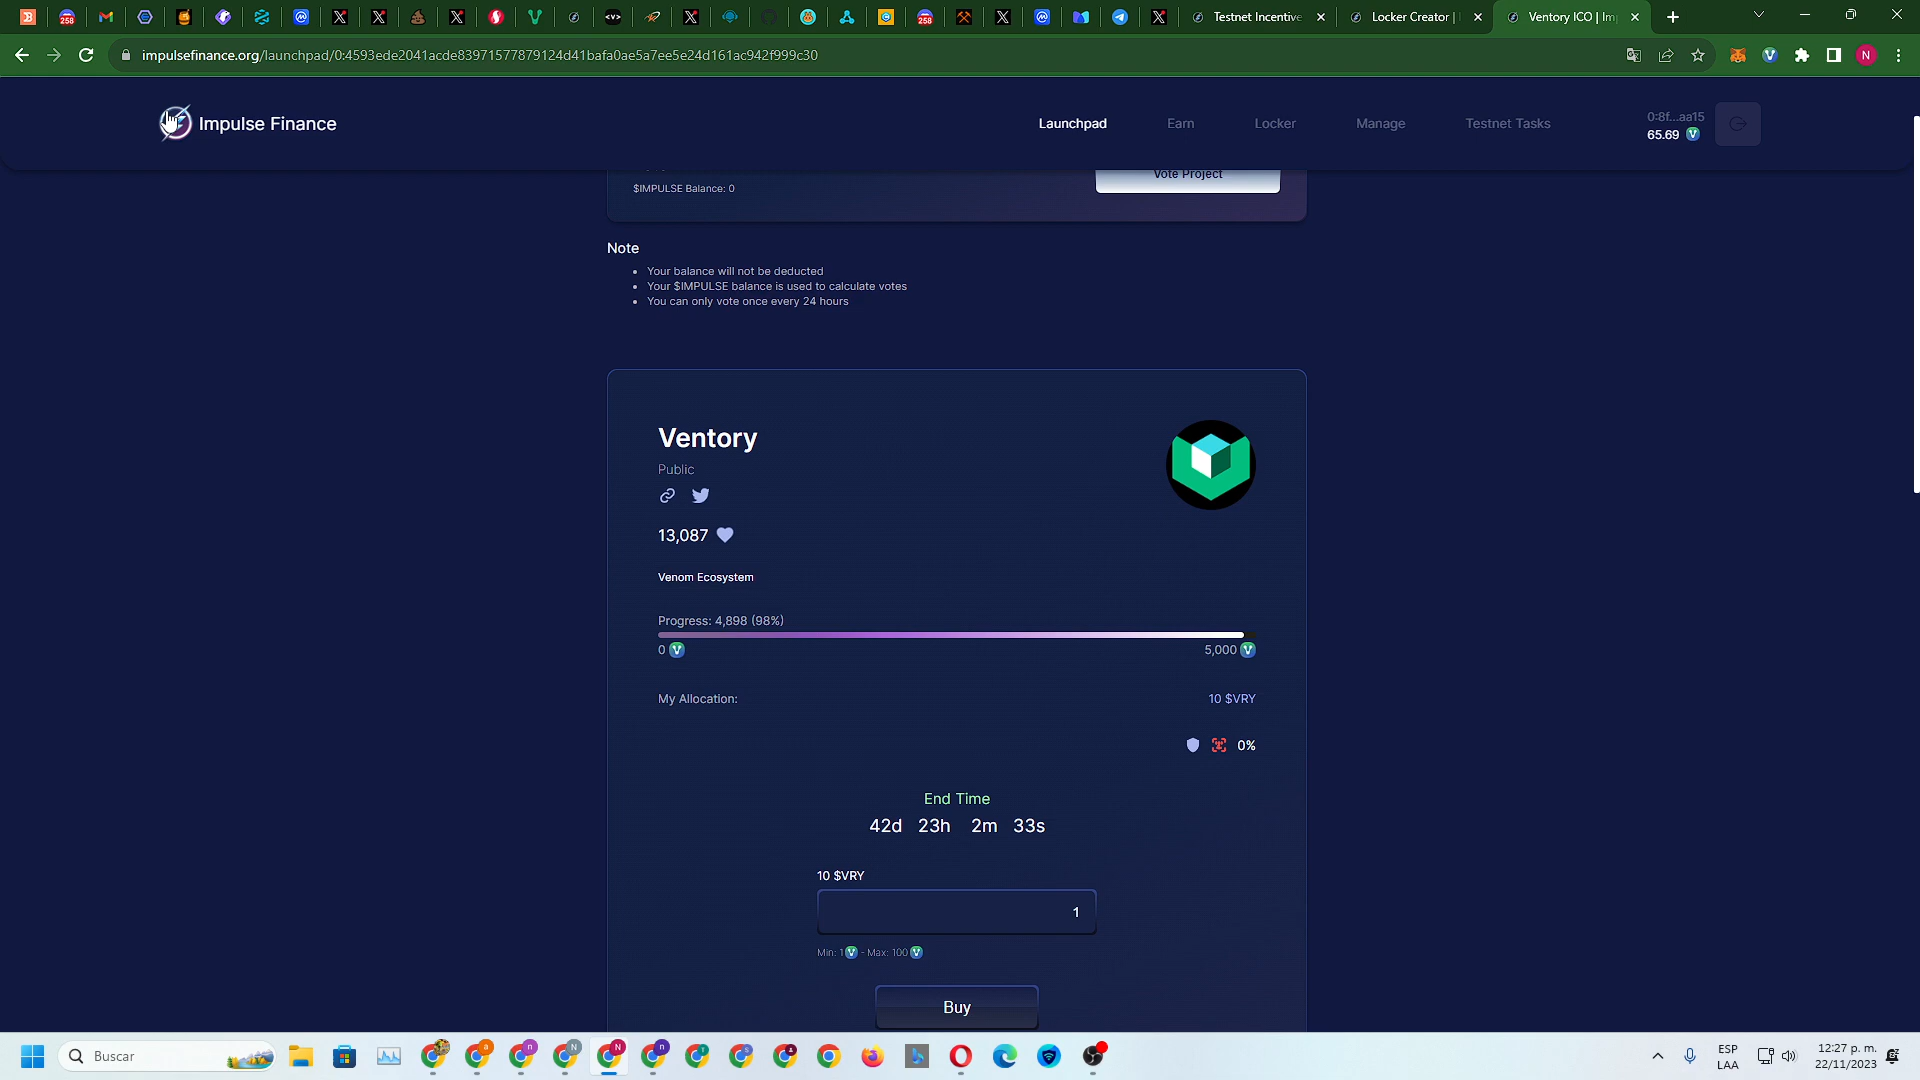 258
258
Testnet Incentive
Locker Creator |
Ventory ICO | Im
impulsefinance.org/launchpad/0:4593ede2041acde83971577879124d41bafa0ae5a7ee5e24d161ac942f999c30
N
Impulse Finance
Launchpad
Earn
Locker
Manage
Testnet Tasks
0:8f...aa15
65.69
Vote Project
$IMPULSE Balance: 0
Note
Your balance will not be deducted
Your $IMPULSE balance is used to calculate votes
You can only vote once every 24 hours
Ventory
Public
13,087
Venom Ecosystem
Progress: 4,898 (98%)
0
5,000
My Allocation:
10 $VRY
0%
End Time
42d 23h 2m 33s
10 $VRY
1
Min: 1 - Max: 100
Buy
Buscar
ESP
LAA
12:27 p. m.
22/11/2023